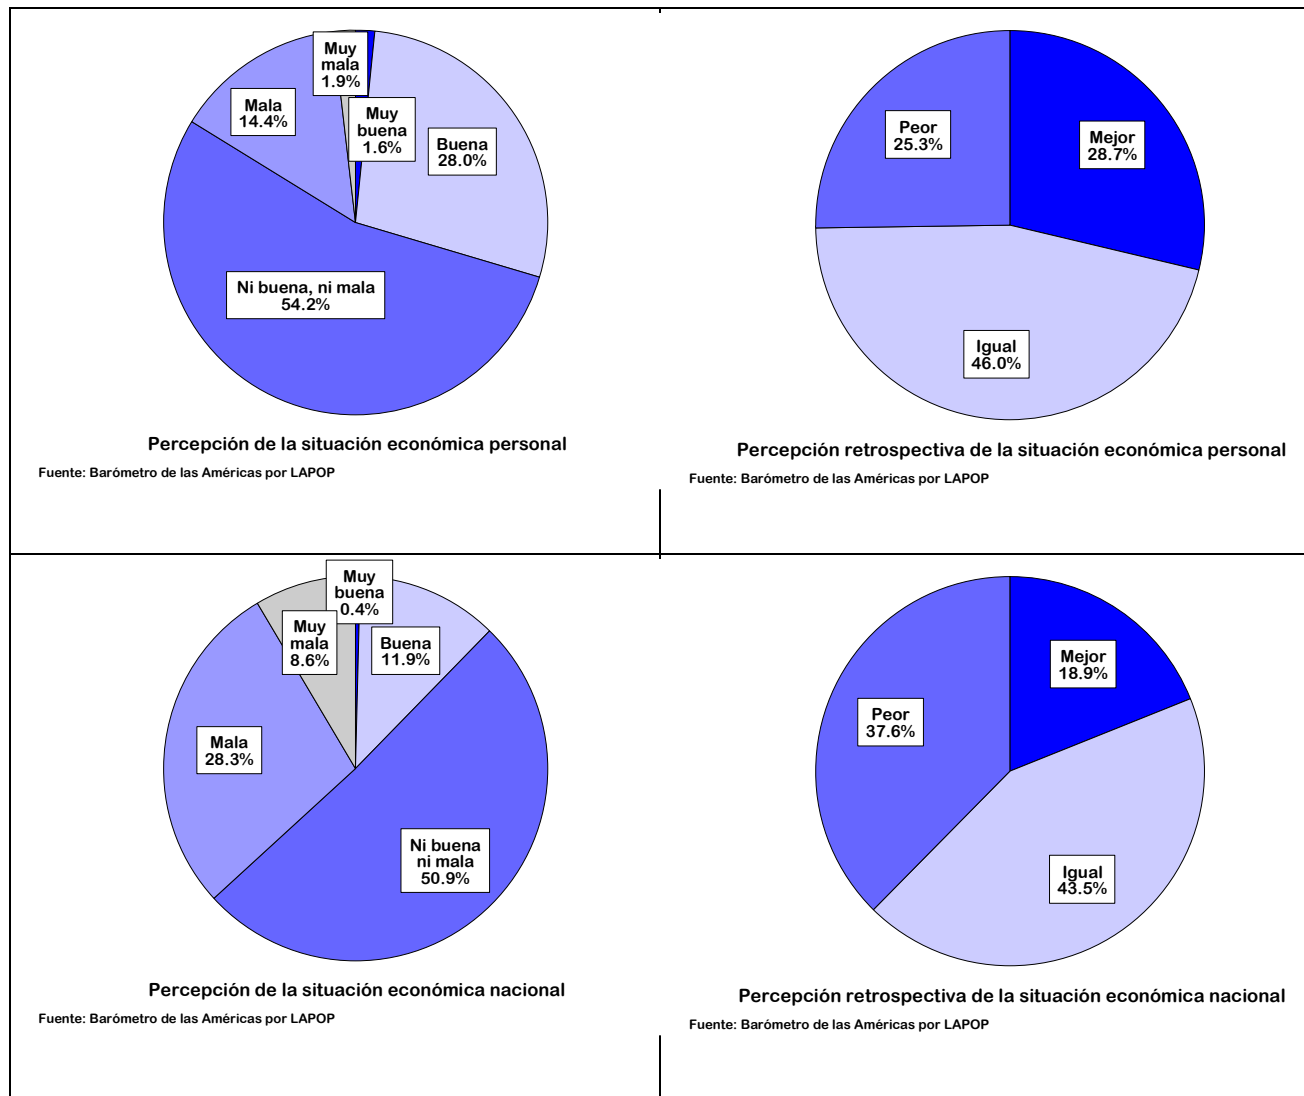 Muy
mala
1.9%
Muy
buena
1.6%
Buena
28.0%
Mala
14.4%
Ni buena, ni mala
54.2%
Percepción de la situación económica personal
Fuente: Barómetro de las Américas por LAPOP
Peor
25.3%
Mejor
28.7%
Igual
46.0%
Percepción retrospectiva de la situación económica personal
Fuente: Barómetro de las Américas por LAPOP
Muy
buena
0.4%
Muy
mala
8.6%
Buena
11.9%
Mala
28.3%
Ni buena
ni mala
50.9%
Percepción de la situación económica nacional
Fuente: Barómetro de las Américas por LAPOP
Mejor
18.9%
Peor
37.6%
Igual
43.5%
Percepción retrospectiva de la situación económica nacional
Fuente: Barómetro de las Américas por LAPOP